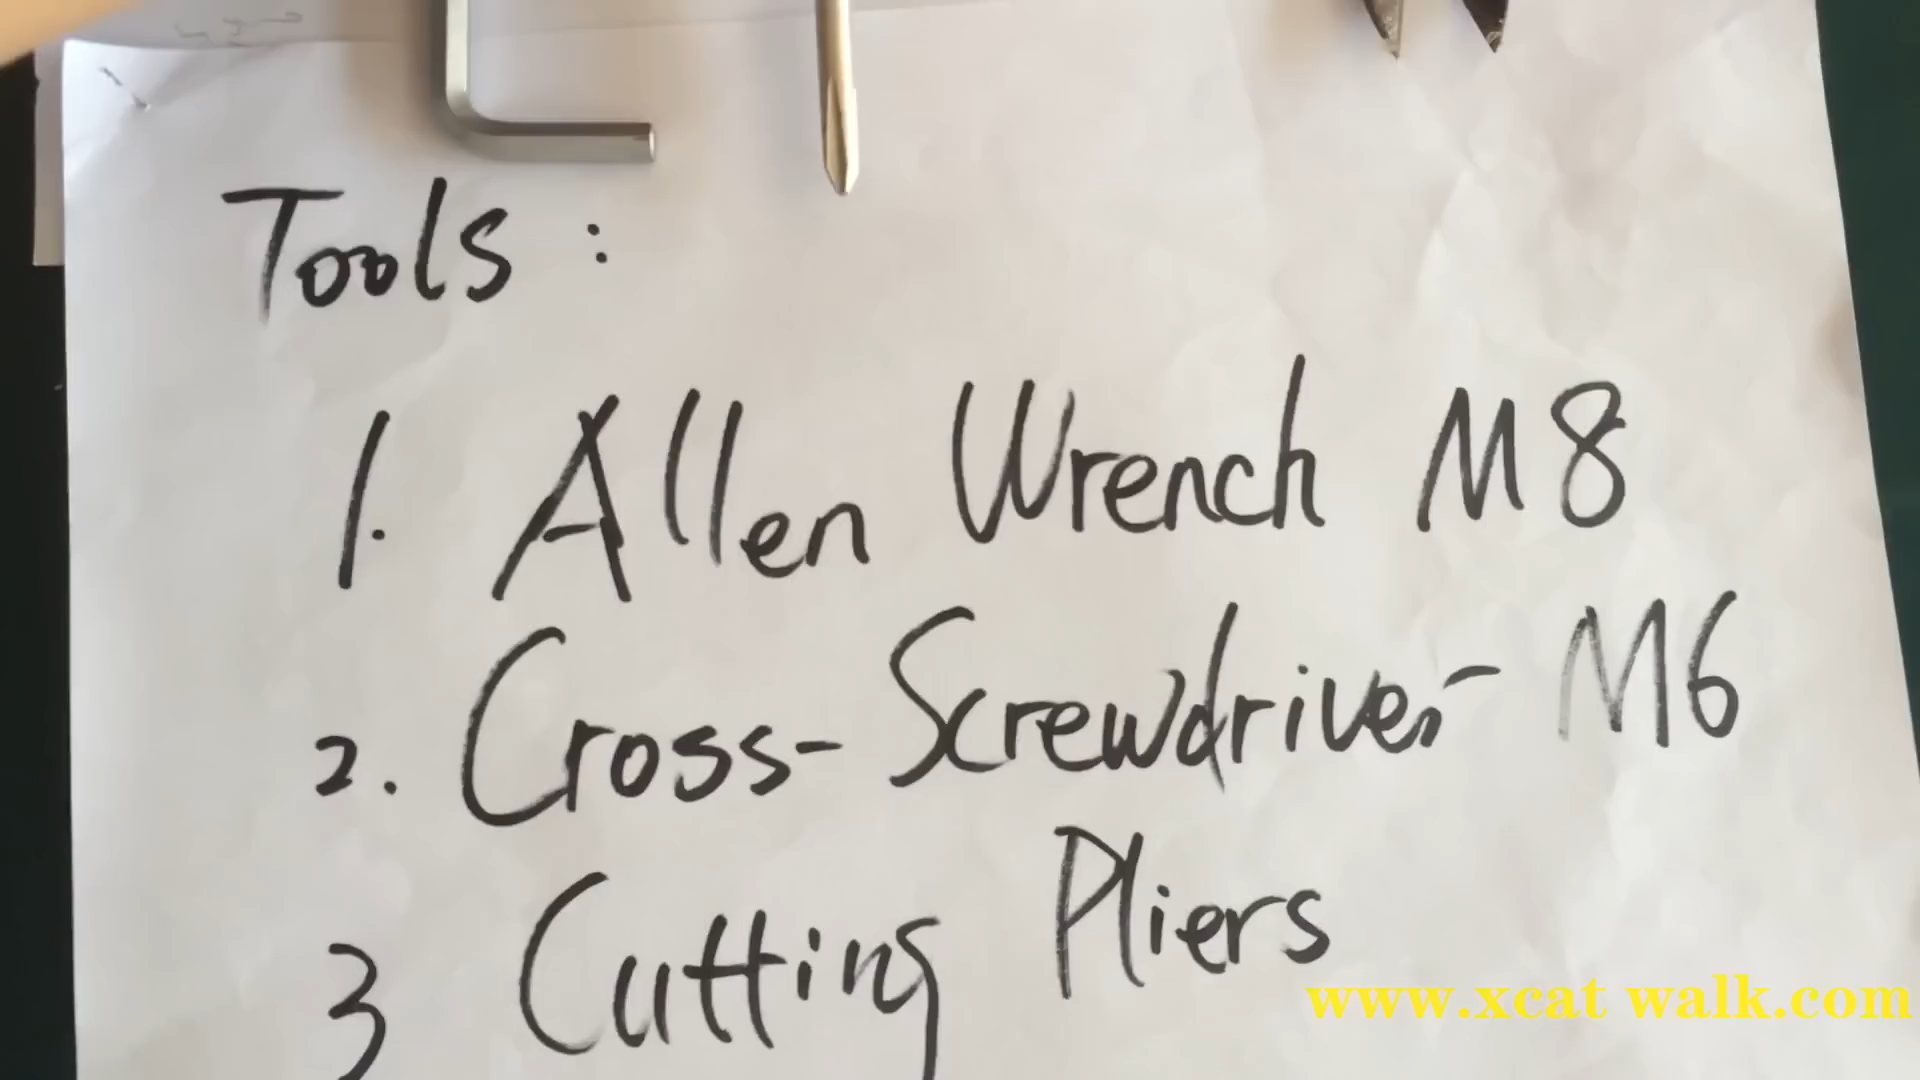 Tools :
1. Allen Wrench M8
2. Cross-Screwdriver M6
3 Cutting Pliers
www.xcat walk.com